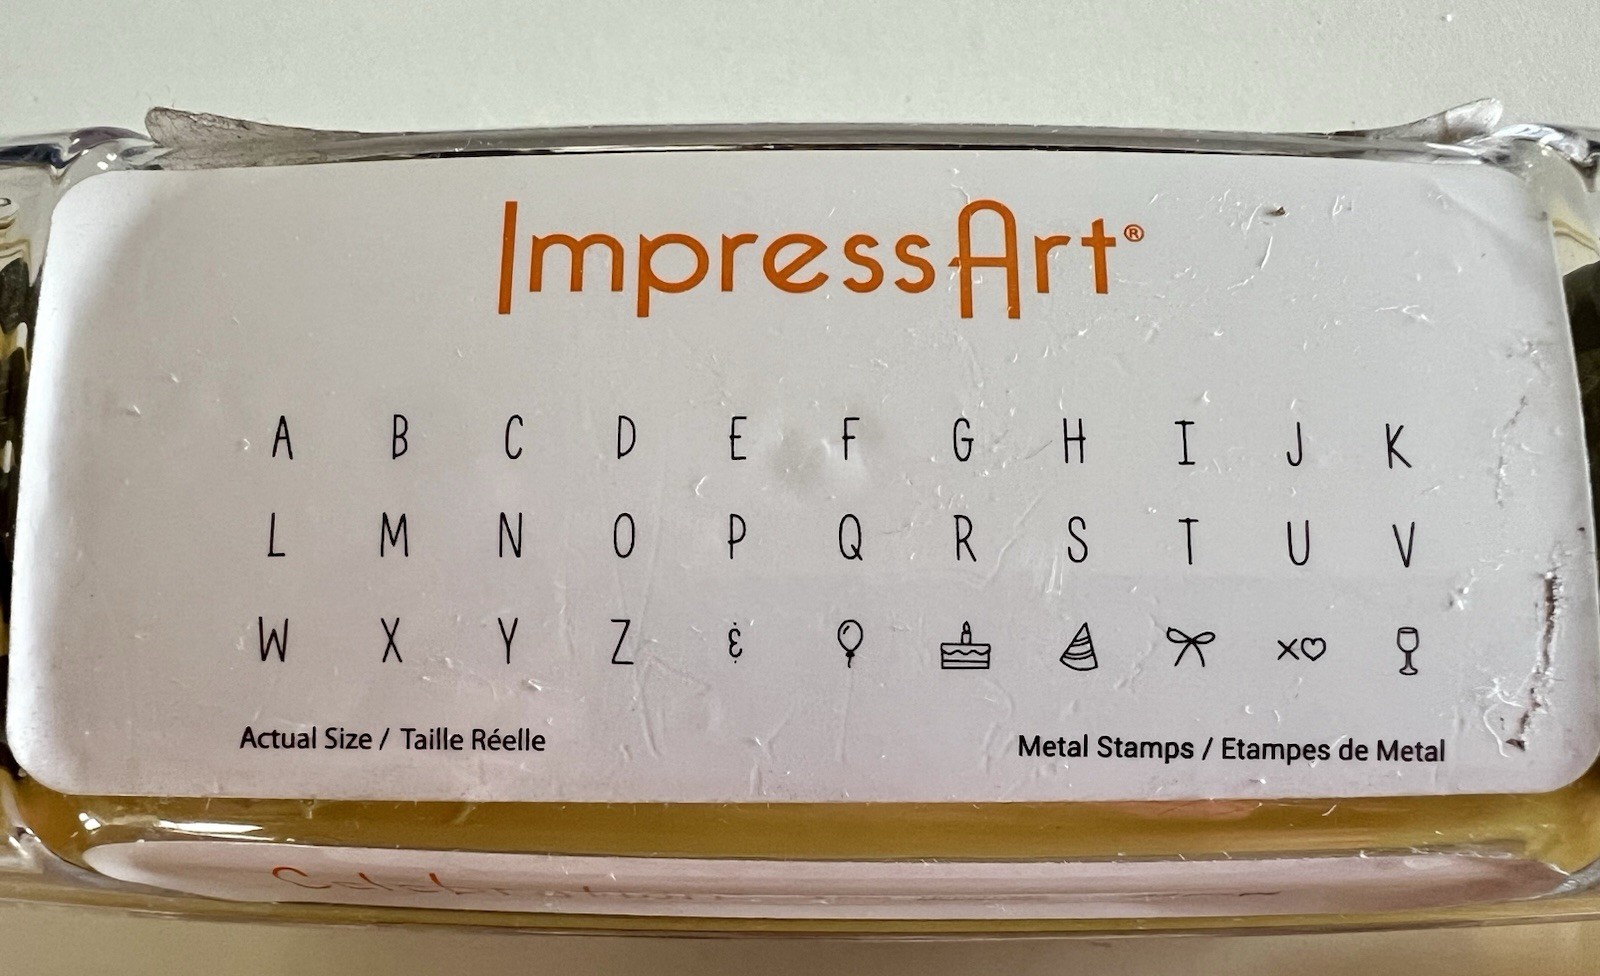 ImpressArt®
A B C D E F G H I J K
L M N O P Q R S T U V
W X Y Z &
Actual Size / Taille Réelle
Metal Stamps / Etampes de Metal